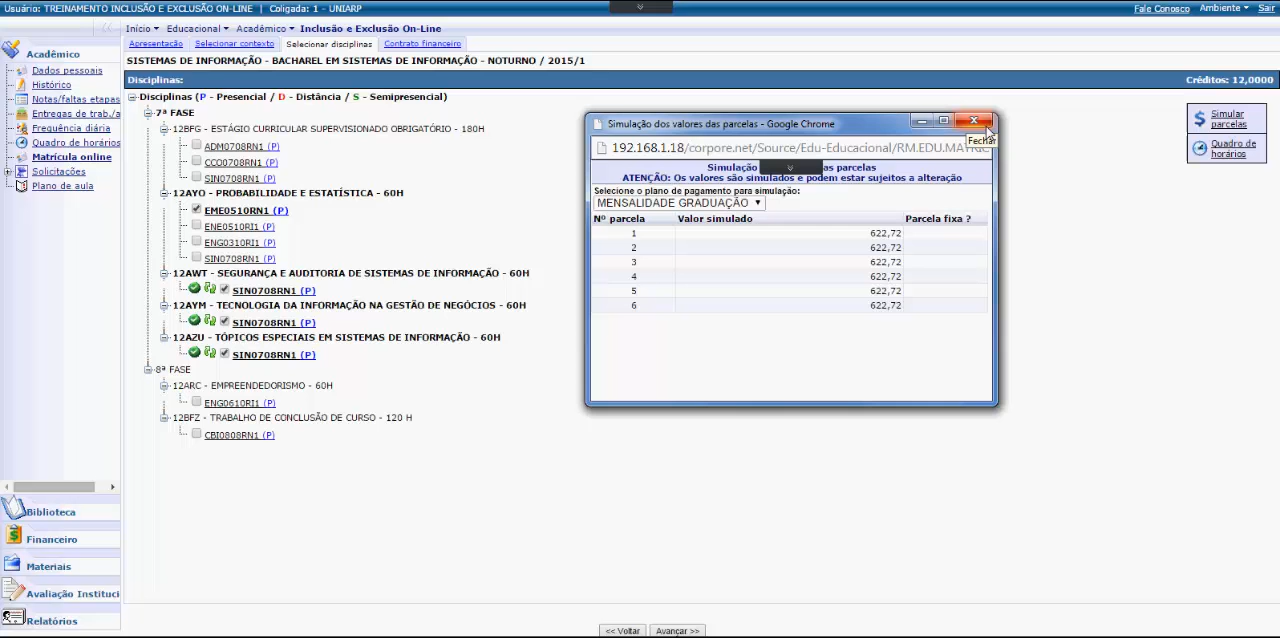 Usuário: TREINAMENTO INCLUSÃO E EXCLUSÃO ON-LINE | Coligada: 1 - UNIARP
Fale Conosco Ambiente Sair
Início Educacional Acadêmico Inclusão e Exclusão On-Line
Apresentação Selecionar contexto Selecionar disciplinas Contrato financeiro
SISTEMAS DE INFORMAÇÃO - BACHAREL EM SISTEMAS DE INFORMAÇÃO - NOTURNO / 2015/1
Disciplinas: Créditos: 12,0000
Acadêmico
Dados pessoais
Histórico
Notas/faltas etapas
Entregas de trab./a
Frequência diária
Quadro de horários
Matrícula online
Solicitações
Plano de aula
Biblioteca
Financeiro
Materiais
Avaliação Instituci
Relatórios
Disciplinas (P - Presencial / D - Distância / S - Semipresencial)
7ª FASE
12BFG - ESTÁGIO CURRICULAR SUPERVISIONADO OBRIGATÓRIO - 180H
ADM0708RN1 (P)
CCO0708RN1 (P)
SIN0708RN1 (P)
12AYO - PROBABILIDADE E ESTATÍSTICA - 60H
EME0510RN1 (P)
ENE0510RI1 (P)
ENG0310RI1 (P)
SIN0708RN1 (P)
12AWT - SEGURANÇA E AUDITORIA DE SISTEMAS DE INFORMAÇÃO - 60H
SIN0708RN1 (P)
12AYM - TECNOLOGIA DA INFORMAÇÃO NA GESTÃO DE NEGÓCIOS - 60H
SIN0708RN1 (P)
12AZU - TÓPICOS ESPECIAIS EM SISTEMAS DE INFORMAÇÃO - 60H
SIN0708RN1 (P)
8ª FASE
12ARC - EMPREENDEDORISMO - 60H
ENG0610RI1 (P)
12BFZ - TRABALHO DE CONCLUSÃO DE CURSO - 120 H
CBI0808RN1 (P)
Simulação dos valores das parcelas - Google Chrome
Fechar
192.168.1.18/corpore.net/Source/Edu-Educacional/RM.EDU.MATRIC
Simulação as parcelas
ATENÇÃO: Os valores são simulados e podem estar sujeitos a alteração
Selecione o plano de pagamento para simulação:
MENSALIDADE GRADUAÇÃO
Nº parcela Valor simulado Parcela fixa ?
1 622,72
2 622,72
3 622,72
4 622,72
5 622,72
6 622,72
Simular
parcelas
Quadro de
horários
<< Voltar Avançar >>